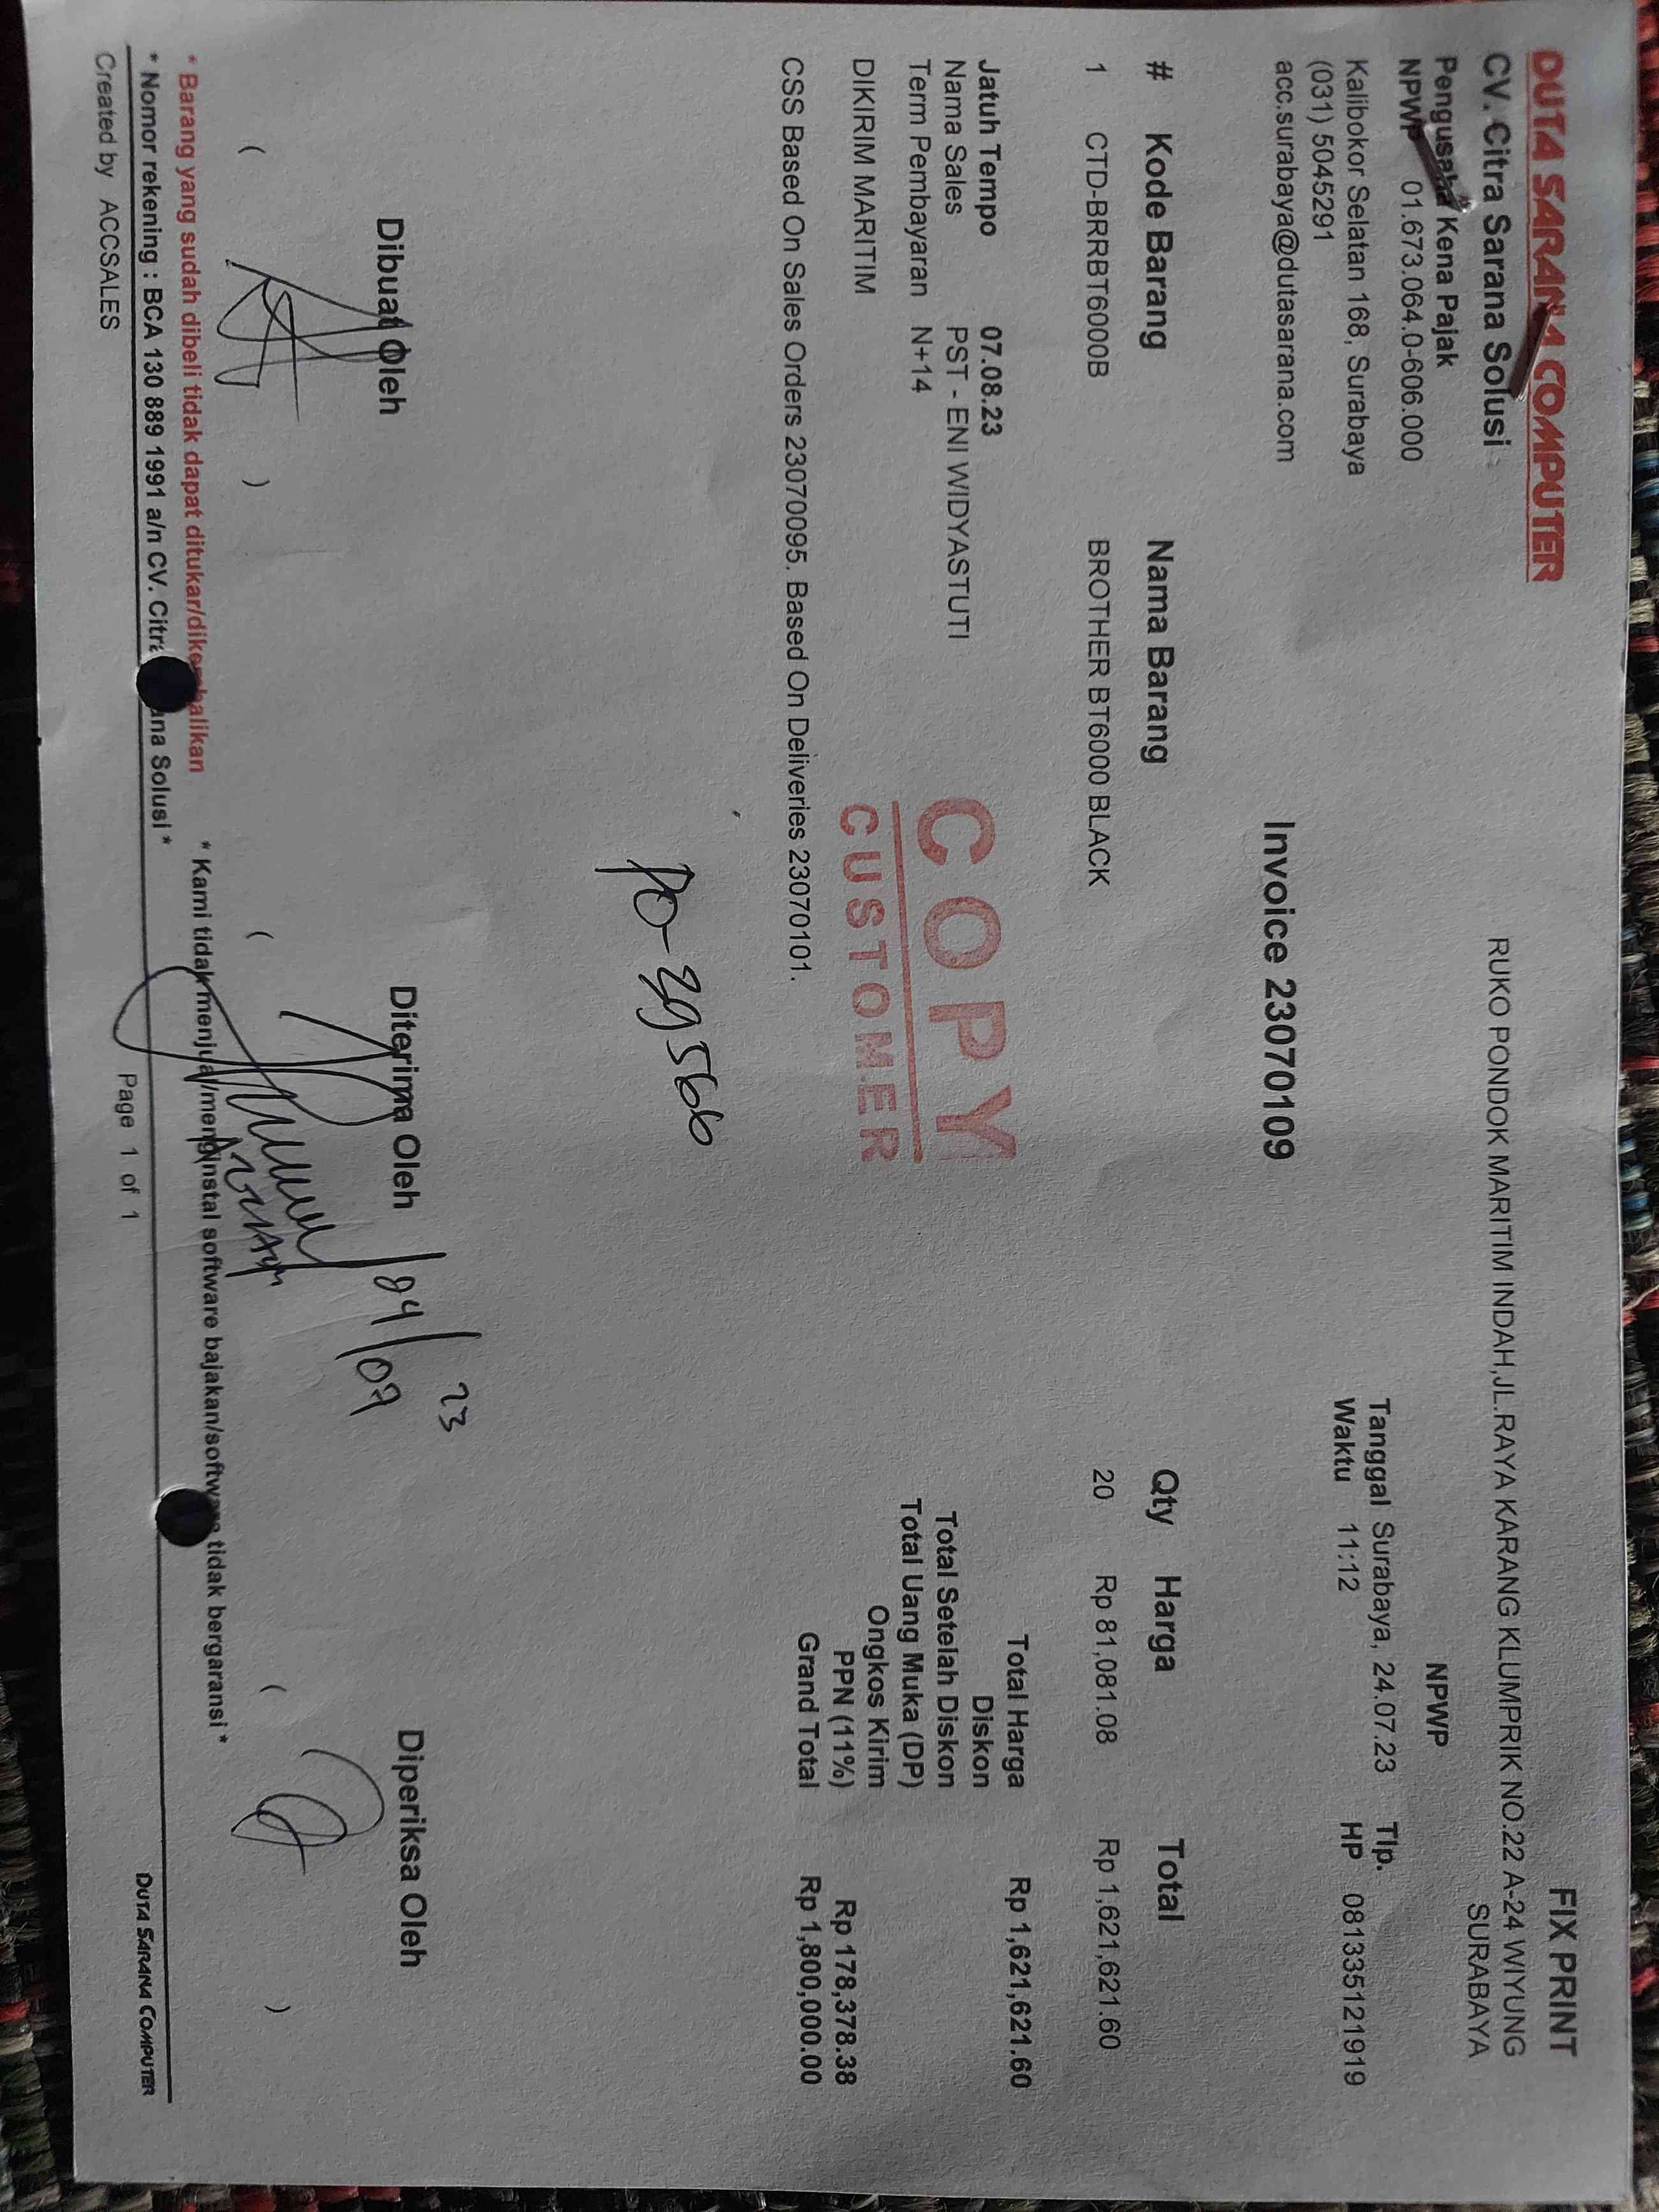 DUTA SARANA COMPUTER
FIX PRINT
CV. Citra Sarana Solusi
RUKO PONDOK MARITIM INDAH,JL.RAYA KARANG KLUMPRIK NO.22 A-24 WIYUNG
SURABAYA
Pengusaha Kena Pajak
NPWP 01.673.064.0-606.000
NPWP
Kalibokor Selatan 168, Surabaya
Tanggal Surabaya, 24.07.23 Tlp.
(031) 5045291
Waktu 11:12 HP 081335121919
acc.surabaya@dutasarana.com
Invoice 23070109
# Kode Barang Nama Barang Qty Harga Total
1 CTD-BRRBT6000B BROTHER BT6000 BLACK 20 Rp 81,081.08 Rp 1,621,621.60
Jatuh Tempo 07.08.23
Nama Sales PST - ENI WIDYASTUTI
Term Pembayaran N+14
DIKIRIM MARITIM
COPY
CUSTOMER
Total Harga Rp 1,621,621.60
Diskon
Total Setelah Diskon
Total Uang Muka (DP)
Ongkos Kirim
PPN (11%) Rp 178,378.38
Grand Total Rp 1,800,000.00
CSS Based On Sales Orders 23070095. Based On Deliveries 23070101.
PO-29566
Dibuat Oleh Diterima Oleh Diperiksa Oleh
24/07 23
( ) ( ( )
* Barang yang sudah dibeli tidak dapat ditukar/dikembalikan * Kami tidak menjual/menginstal software bajakan/software tidak bergaransi *
* Nomor rekening : BCA 130 889 1991 a/n CV. Citra Sarana Solusi *
DUTA SARANA COMPUTER
Created by ACCSALES Page 1 of 1